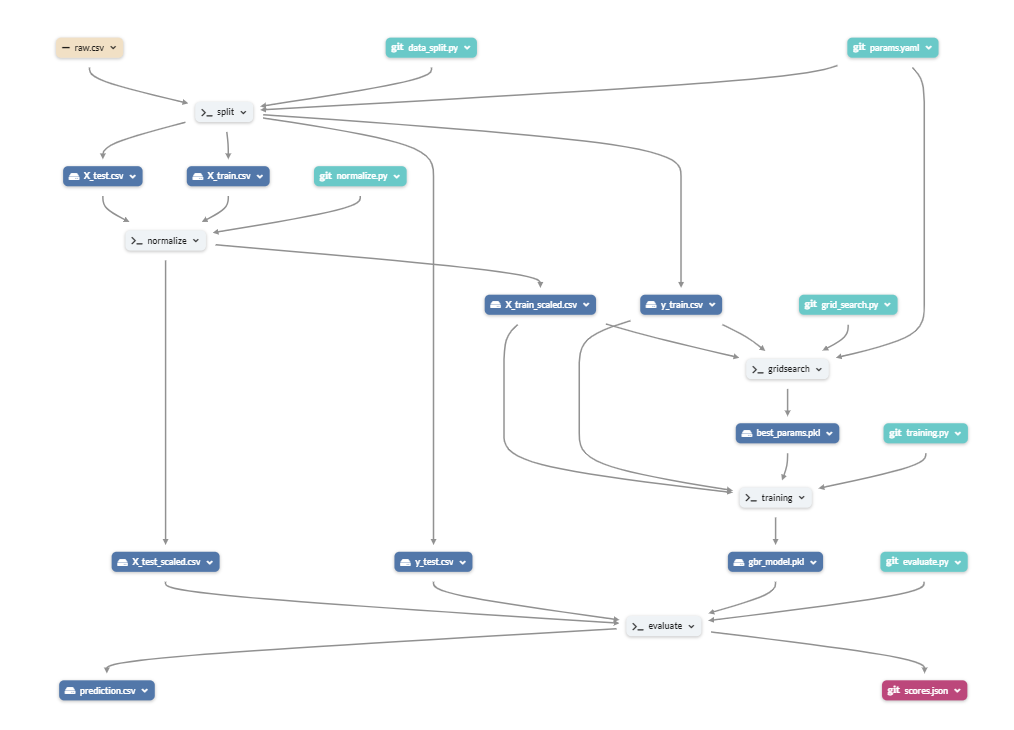 raw.csv
git data_split.py
git params.yaml
>_ split
X_test.csv
X_train.csv
git normalize.py
>_ normalize
X_train_scaled.csv
y_train.csv
git grid_search.py
>_ gridsearch
best_params.pkl
git training.py
>_ training
X_test_scaled.csv
y_test.csv
gbr_model.pkl
git evaluate.py
>_ evaluate
prediction.csv
git scores.json